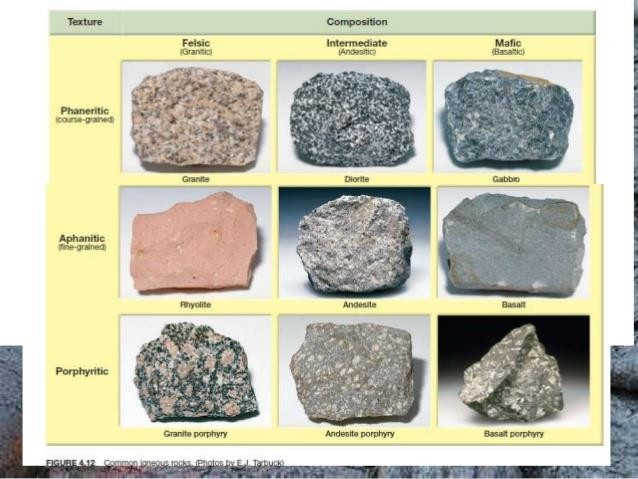 Texture Composition
Felsic Intermediate Mafic
(Granitic) (Andesitic) (Basaltic)
Phaneritic
(course-grained)
Granite Diorite Gabbro
Aphanitic
(fine-grained)
Rhyolite Andesite Basalt
Porphyritic
Granite porphyry Andesite porphyry Basalt porphyry
FIGURE 4.12 Common igneous rocks. (Photos by E.J. Tarbuck)